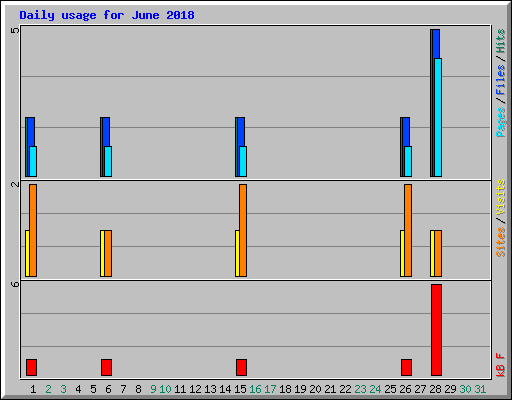 Daily usage for June 2018
5
Pages / Files / Hits
2
Sites / Visits
6
kB F
1 2 3 4 5 6 7 8 9 10 11 12 13 14 15 16 17 18 19 20 21 22 23 24 25 26 27 28 29 30 31